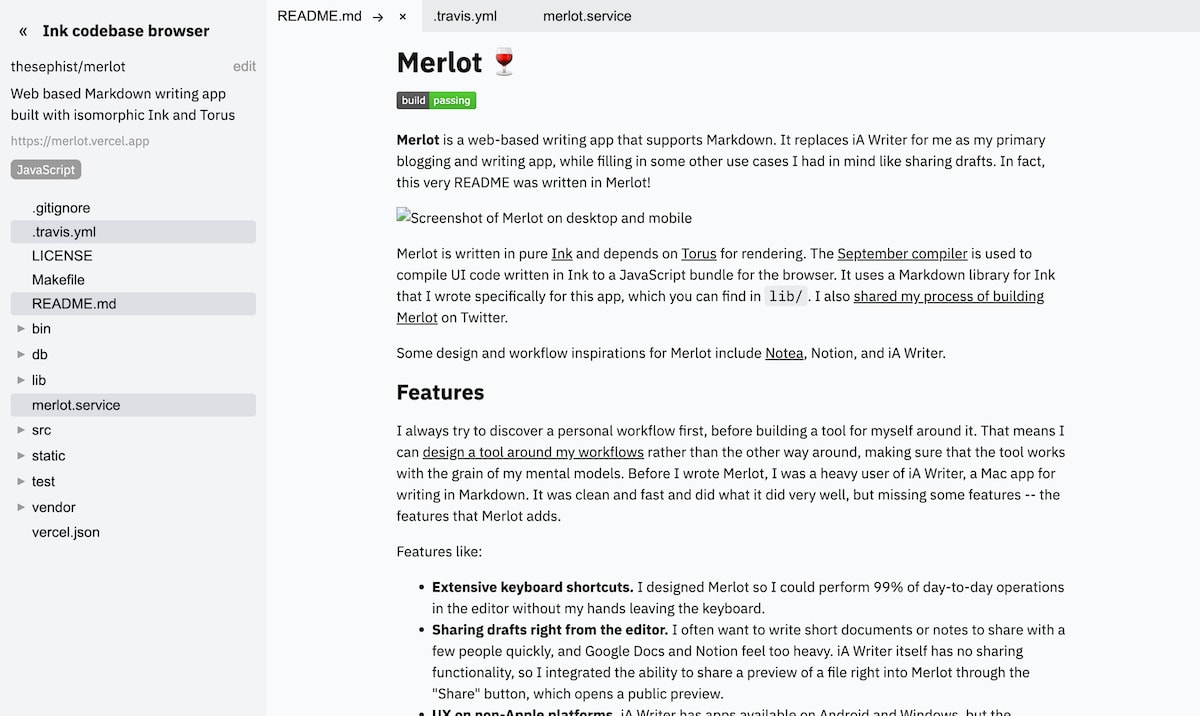 « Ink codebase browser
thesephist/merlot edit
Web based Markdown writing app
built with isomorphic Ink and Torus
https://merlot.vercel.app
JavaScript
.gitignore
.travis.yml
LICENSE
Makefile
README.md
▶ bin
▶ db
▶ lib
merlot.service
▶ src
▶ static
▶ test
▶ vendor
vercel.json
README.md → × .travis.yml merlot.service
Merlot 🍷
build passing
Merlot is a web-based writing app that supports Markdown. It replaces iA Writer for me as my primary
blogging and writing app, while filling in some other use cases I had in mind like sharing drafts. In fact,
this very README was written in Merlot!
Screenshot of Merlot on desktop and mobile
Merlot is written in pure Ink and depends on Torus for rendering. The September compiler is used to
compile UI code written in Ink to a JavaScript bundle for the browser. It uses a Markdown library for Ink
that I wrote specifically for this app, which you can find in lib/ . I also shared my process of building
Merlot on Twitter.
Some design and workflow inspirations for Merlot include Notea, Notion, and iA Writer.
Features
I always try to discover a personal workflow first, before building a tool for myself around it. That means I
can design a tool around my workflows rather than the other way around, making sure that the tool works
with the grain of my mental models. Before I wrote Merlot, I was a heavy user of iA Writer, a Mac app for
writing in Markdown. It was clean and fast and did what it did very well, but missing some features -- the
features that Merlot adds.
Features like:
• Extensive keyboard shortcuts. I designed Merlot so I could perform 99% of day-to-day operations
in the editor without my hands leaving the keyboard.
• Sharing drafts right from the editor. I often want to write short documents or notes to share with a
few people quickly, and Google Docs and Notion feel too heavy. iA Writer itself has no sharing
functionality, so I integrated the ability to share a preview of a file right into Merlot through the
"Share" button, which opens a public preview.
• UX on non-Apple platforms. iA Writer has apps available on Android and Windows, but the